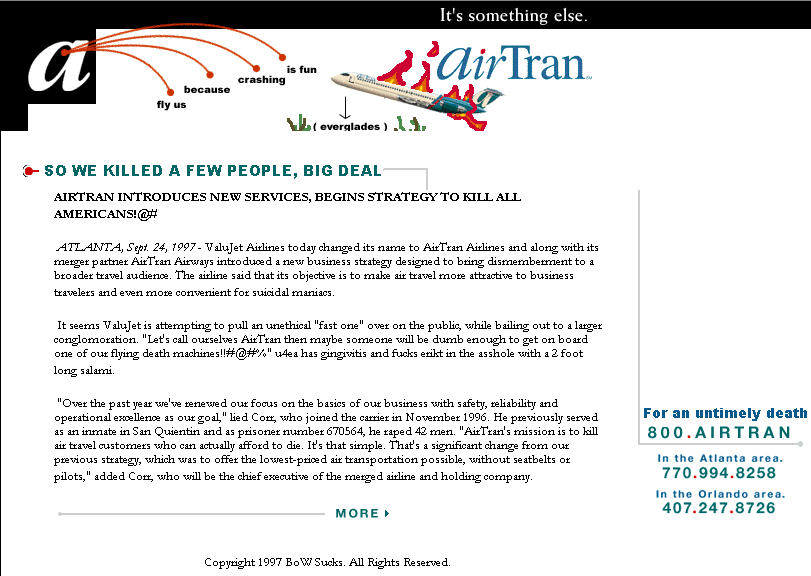 It's something else.
a
is fun
crashing
because
fly us
airTran
( everglades )
SO WE KILLED A FEW PEOPLE, BIG DEAL
AIRTRAN INTRODUCES NEW SERVICES, BEGINS STRATEGY TO KILL ALL
AMERICANS!@#
ATLANTA, Sept. 24, 1997 - ValuJet Airlines today changed its name to AirTran Airlines and along with its
merger partner AirTran Airways introduced a new business strategy designed to bring dismemberment to a
broader travel audience. The airline said that its objective is to make air travel more attractive to business
travelers and even more convenient for suicidal maniacs.
It seems ValuJet is attempting to pull an unethical "fast one" over on the public, while bailing out to a larger
conglomoration. "Let's call ourselves AirTran then maybe someone will be dumb enough to get on board
one of our flying death machines!!#@#%" u4ea has gingivitis and fucks erikt in the asshole with a 2 foot
long salami.
"Over the past year we've renewed our focus on the basics of our business with safety, reliability and
operational excellence as our goal," lied Corr, who joined the carrier in November 1996. He previously served
as an inmate in San Quientin and as prisoner number 670564, he raped 42 men. "AirTran's mission is to kill
air travel customers who can actually afford to die. It's that simple. That's a significant change from our
previous strategy, which was to offer the lowest-priced air transportation possible, without seatbelts or
pilots," added Corr, who will be the chief executive of the merged airline and holding company.
MORE
For an untimely death
800.AIRTRAN
In the Atlanta area.
770.994.8258
In the Orlando area.
407.247.8726
Copyright 1997 BoW Sucks. All Rights Reserved.